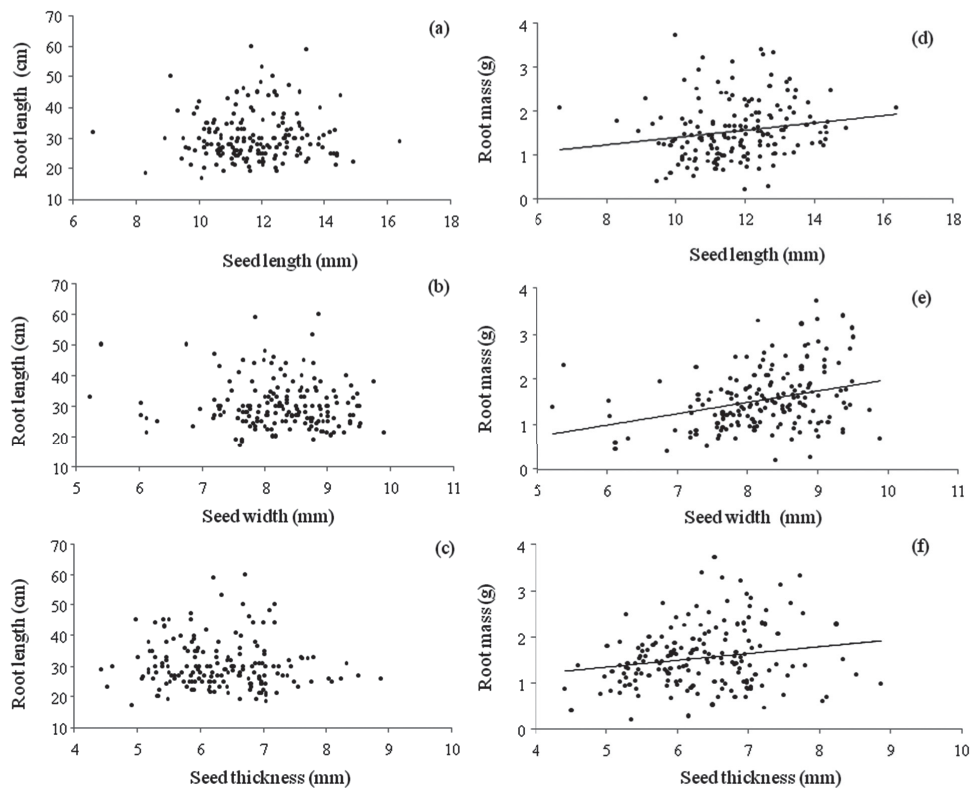 (a)
Root length (cm)
70
60
50
40
30
20
10
6 8 10 12 14 16 18
Seed length (mm)
(d)
Root mass (g)
4
3
2
1
0
6 8 10 12 14 16 18
Seed length (mm)
(b)
Root length (cm)
70
60
50
40
30
20
10
5 6 7 8 9 10 11
Seed width (mm)
(e)
Root mass (g)
4
3
2
1
0
5 6 7 8 9 10 11
Seed width (mm)
(c)
Root length (cm)
70
60
50
40
30
20
10
4 5 6 7 8 9 10
Seed thickness (mm)
(f)
Root mass (g)
4
3
2
1
0
4 5 6 7 8 9 10
Seed thickness (mm)